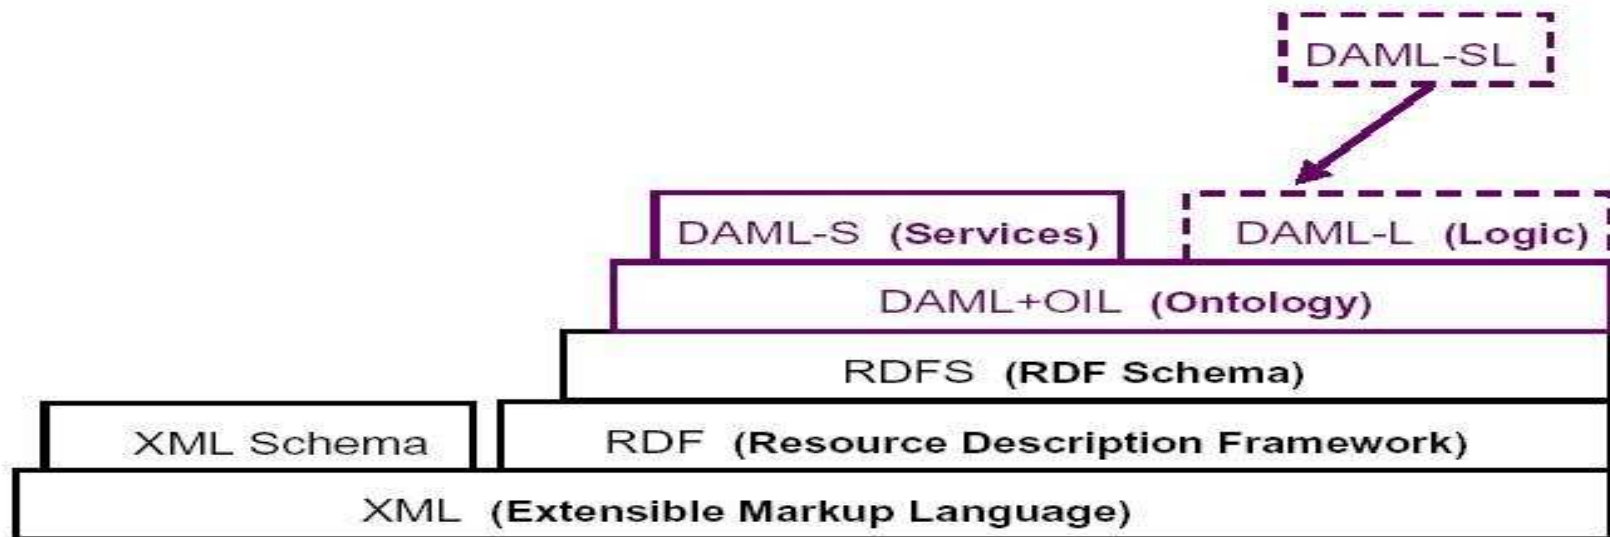 DAML-SL
DAML-S (Services)
DAML-L (Logic)
DAML+OIL (Ontology)
RDFS (RDF Schema)
XML Schema
RDF (Resource Description Framework)
XML (Extensible Markup Language)